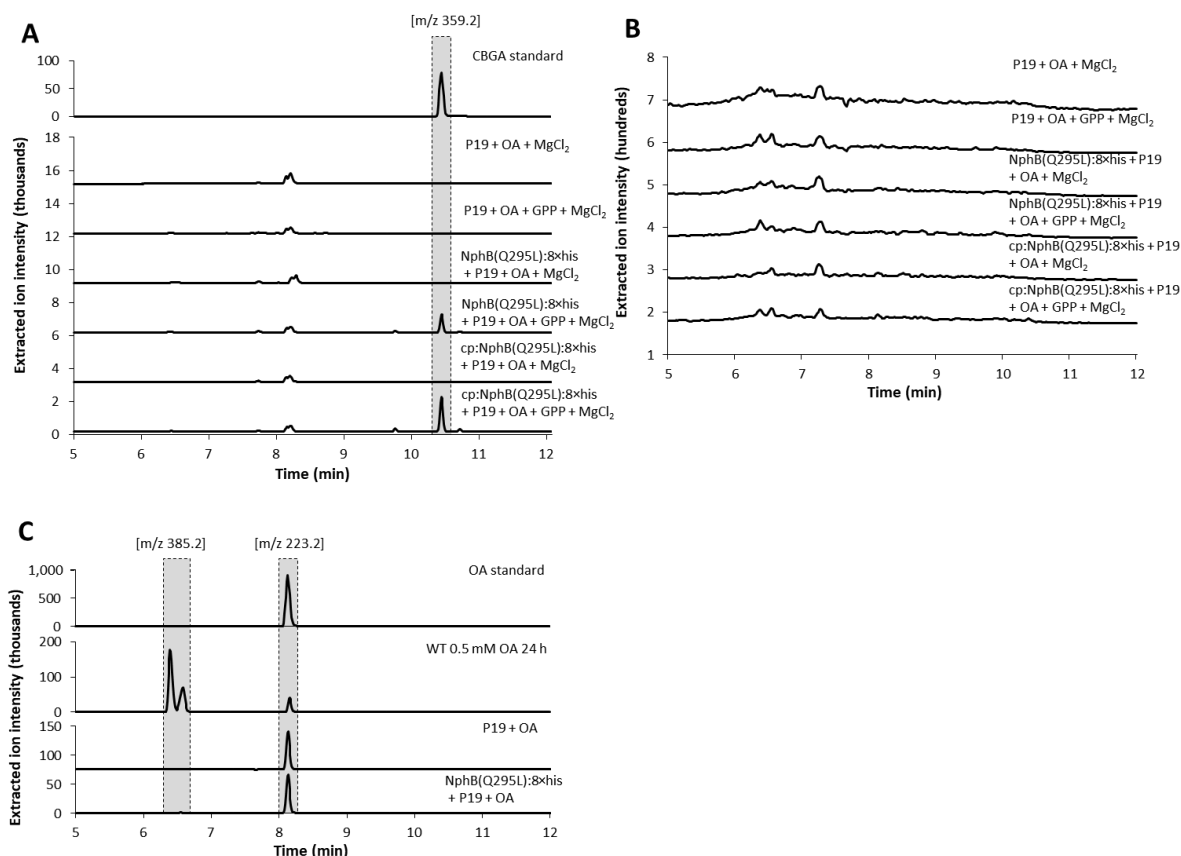 A
[m/z 359.2]
CBGA standard
100
50
0
18
16
14
12
10
8
6
4
2
0
P19 + OA + MgCl₂
P19 + OA + GPP + MgCl₂
NphB(Q295L):8×his
+ P19 + OA + MgCl₂
NphB(Q295L):8×his
+ P19 + OA + GPP + MgCl₂
cp:NphB(Q295L):8×his
+ P19 + OA + MgCl₂
cp:NphB(Q295L):8×his
+ P19 + OA + GPP + MgCl₂
Extracted ion intensity (thousands)
5 6 7 8 9 10 11 12
Time (min)
B
8
7
6
5
4
3
2
1
P19 + OA + MgCl₂
P19 + OA + GPP + MgCl₂
NphB(Q295L):8×his + P19
+ OA + MgCl₂
NphB(Q295L):8×his + P19
+ OA + GPP + MgCl₂
cp:NphB(Q295L):8×his + P19
+ OA + MgCl₂
cp:NphB(Q295L):8×his + P19
+ OA + GPP + MgCl₂
Extracted ion intensity (hundreds)
5 6 7 8 9 10 11 12
Time (min)
C
[m/z 385.2] [m/z 223.2]
OA standard
1,000
500
0
WT 0.5 mM OA 24 h
200
100
0
P19 + OA
150
100
50
0
NphB(Q295L):8×his
+ P19 + OA
Extracted ion intensity (thousands)
5 6 7 8 9 10 11 12
Time (min)